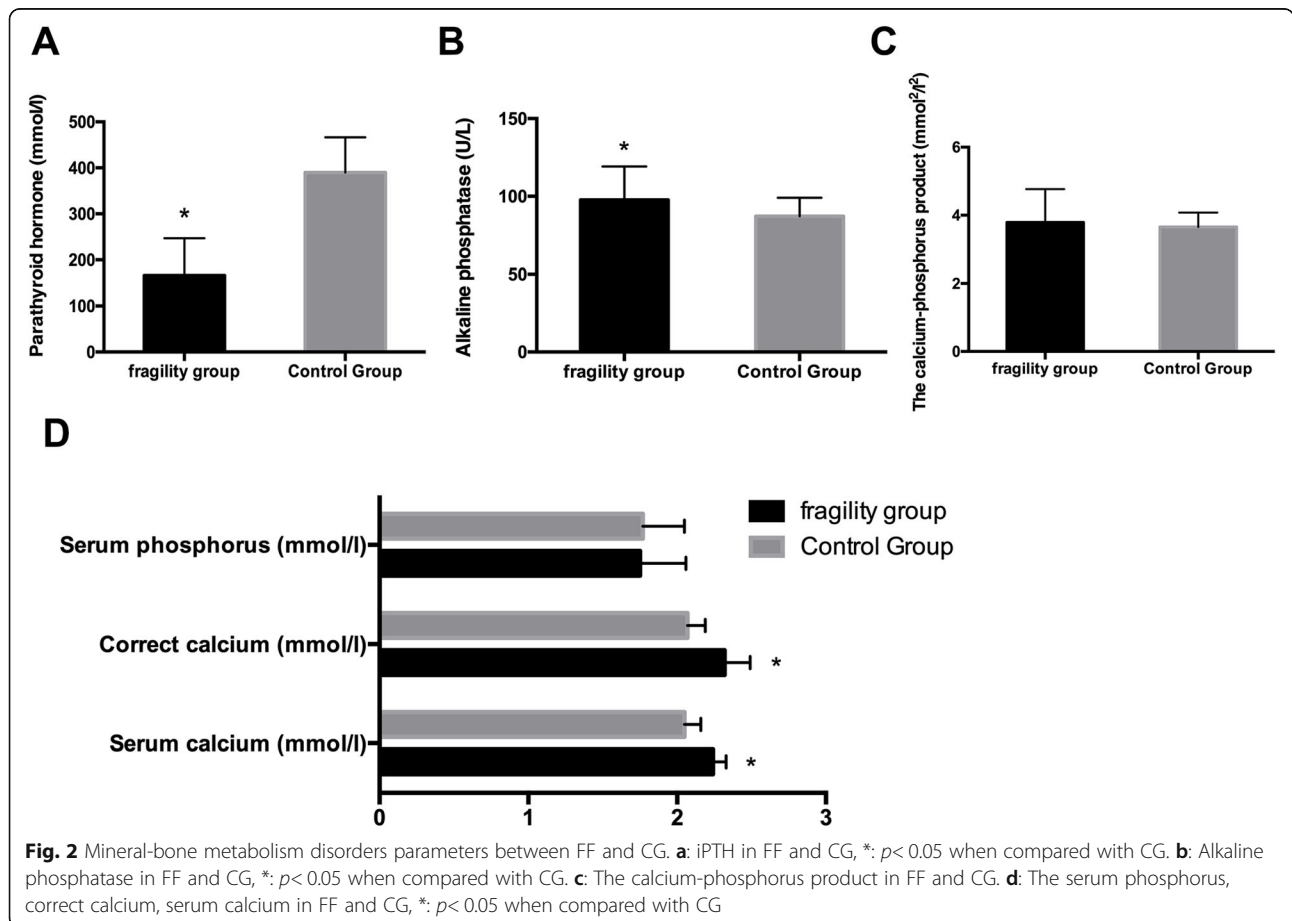 A
Parathyroid hormone (mmol/l)
500
400
300
200
100
0
*
fragility group
Control Group
B
Alkaline phosphatase (U/L)
150
100
50
0
*
fragility group
Control Group
C
The calcium-phosphorus product (mmol²/l²)
6
4
2
0
fragility group
Control Group
D
fragility group
Control Group
Serum phosphorus (mmol/l)
Correct calcium (mmol/l)
*
Serum calcium (mmol/l)
*
0 1 2 3
Fig. 2 Mineral-bone metabolism disorders parameters between FF and CG. a: iPTH in FF and CG, *: p< 0.05 when compared with CG. b: Alkaline
phosphatase in FF and CG, *: p< 0.05 when compared with CG. c: The calcium-phosphorus product in FF and CG. d: The serum phosphorus,
correct calcium, serum calcium in FF and CG, *: p< 0.05 when compared with CG